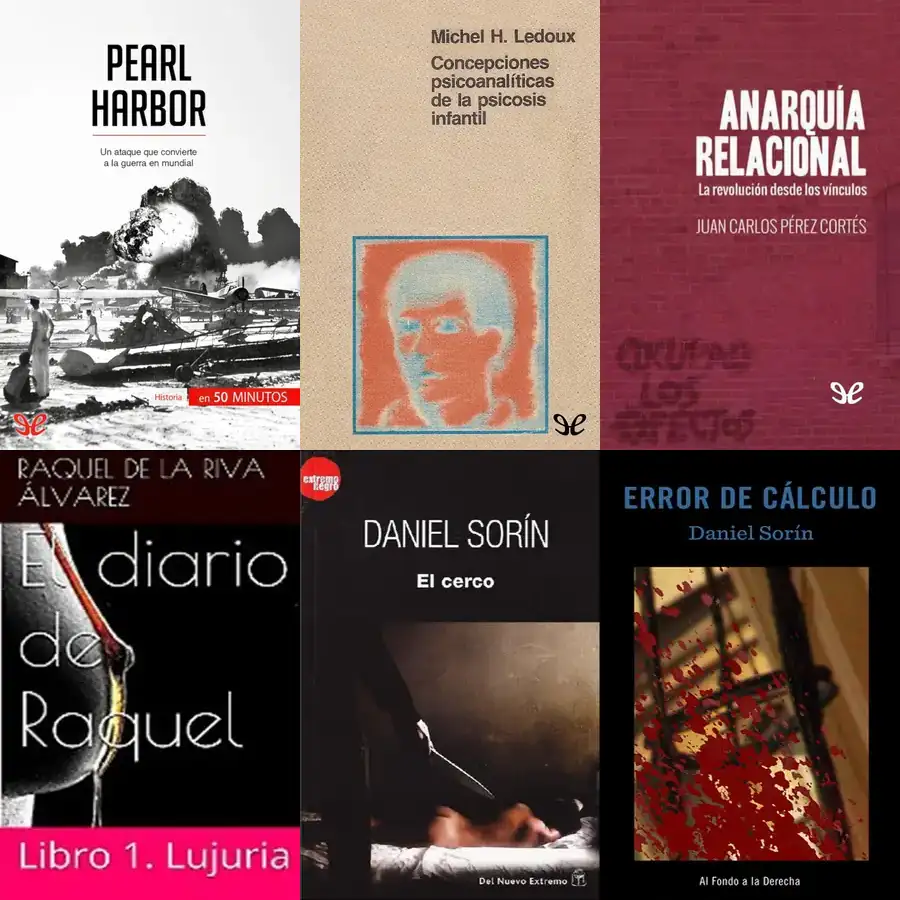 PEARL
HARBOR
Un ataque que convierte
a la guerra en mundial
Historia
en 50 MINUTOS
Michel H. Ledoux
Concepciones
psicoanalíticas
de la psicosis
infantil
ANARQUÍA
RELACIONAL
La revolución desde los vínculos
JUAN CARLOS PÉREZ CORTÉS
LOS
RAQUEL DE LA RIVA
ÁLVAREZ
El diario
de
Raquel
Libro 1. Lujuria
extremo
negro
DANIEL SORÍN
El cerco
Del Nuevo Extremo
ERROR DE CÁLCULO
Daniel Sorín
Al Fondo a la Derecha